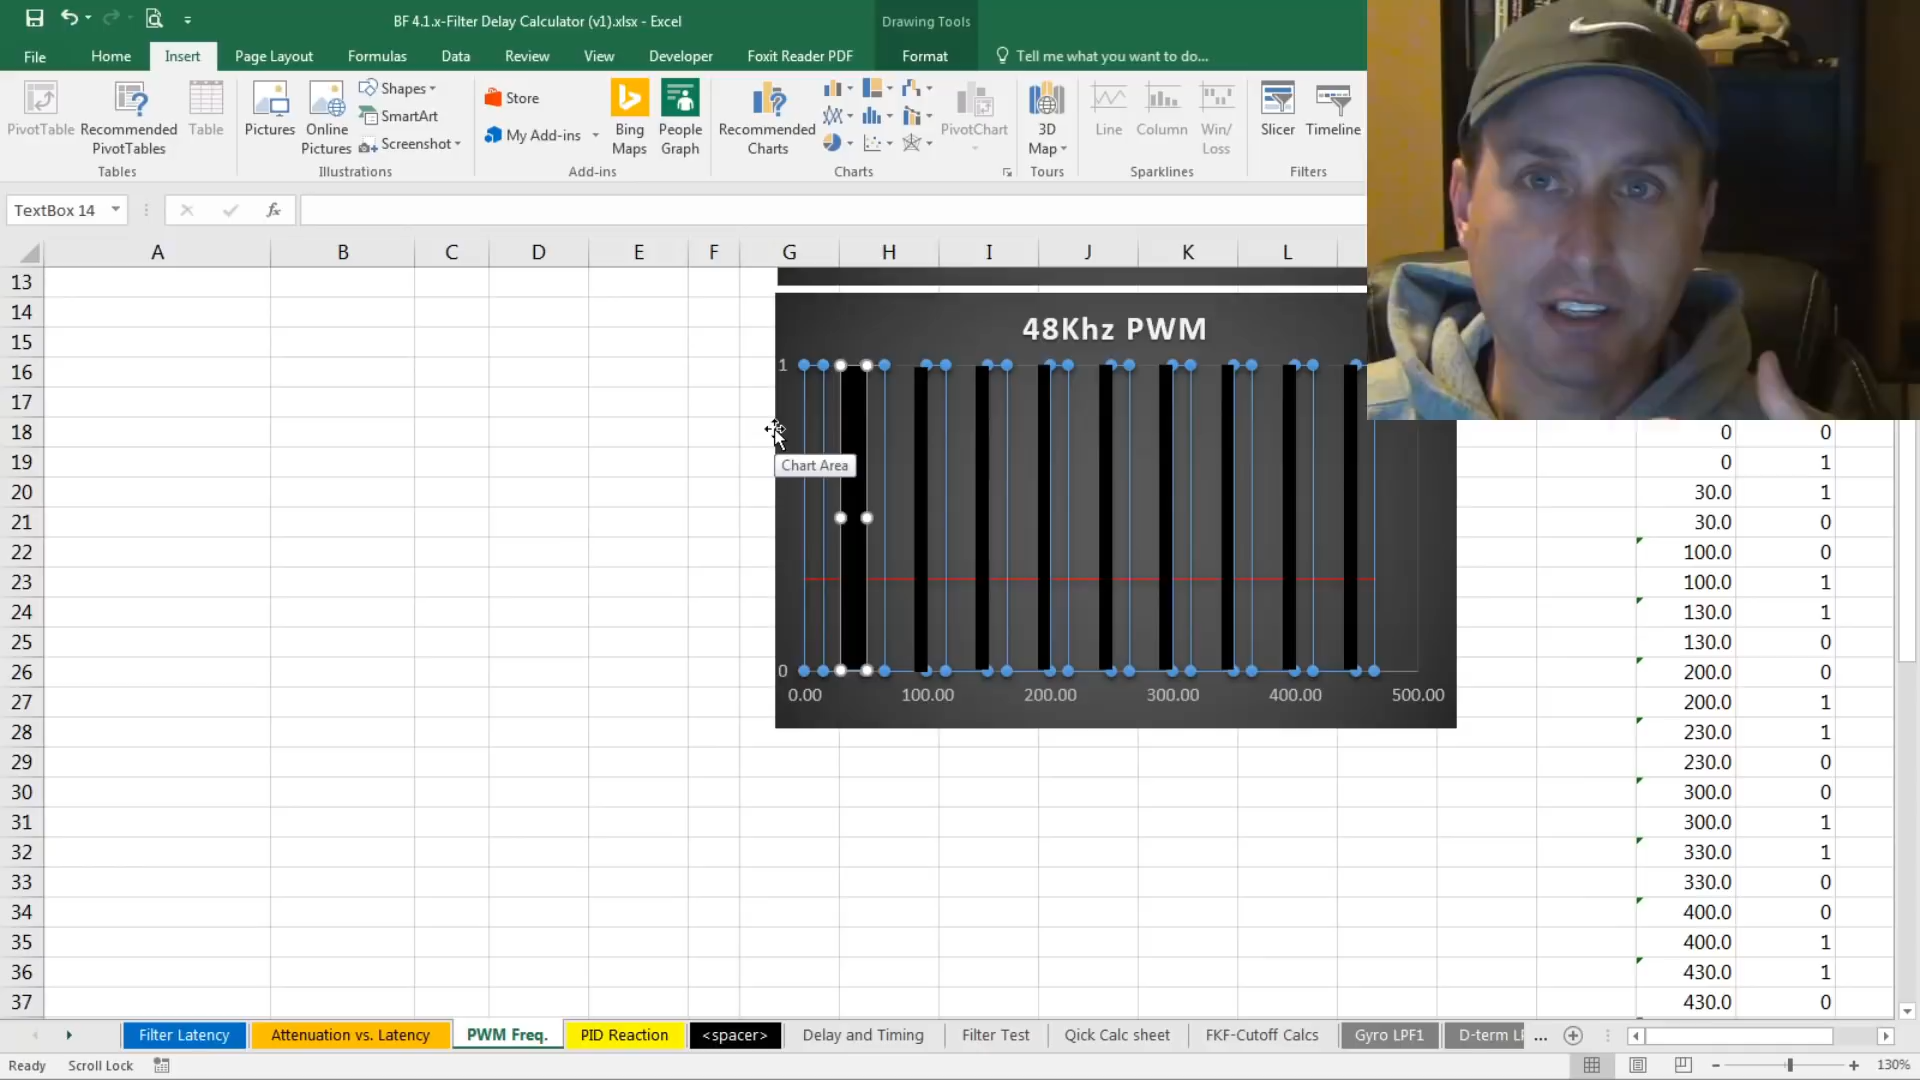 BF 4.1.x-Filter Delay Calculator (v1).xlsx - Excel
Drawing Tools
File Home Insert Page Layout Formulas Data Review View Developer Foxit Reader PDF Format Tell me what you want to do...
PivotTable
Recommended PivotTables
Table
Tables
Pictures
Online Pictures
Shapes
SmartArt
Screenshot
Illustrations
Store
My Add-ins
Bing Maps
People Graph
Add-ins
Recommended Charts
PivotChart
Charts
3D Map
Tours
Line
Column
Win/Loss
Sparklines
Slicer
Timeline
Filters
TextBox 14
fx
A B C D E F G H I J K L
13
14
15
16
17
18 0 0
19 0 1
20 30.0 1
21 30.0 0
22 100.0 0
23 100.0 1
24 130.0 1
25 130.0 0
26 200.0 0
27 200.0 1
28 230.0 1
29 230.0 0
30 300.0 0
31 300.0 1
32 330.0 1
33 330.0 0
34 400.0 0
35 400.0 1
36 430.0 1
37 430.0 0
48Khz PWM
1
Chart Area
0
0.00 100.00 200.00 300.00 400.00 500.00
Filter Latency Attenuation vs. Latency PWM Freq. PID Reaction <spacer> Delay and Timing Filter Test Qick Calc sheet FKF-Cutoff Calcs Gyro LPF1 D-term ...
Ready Scroll Lock 130%